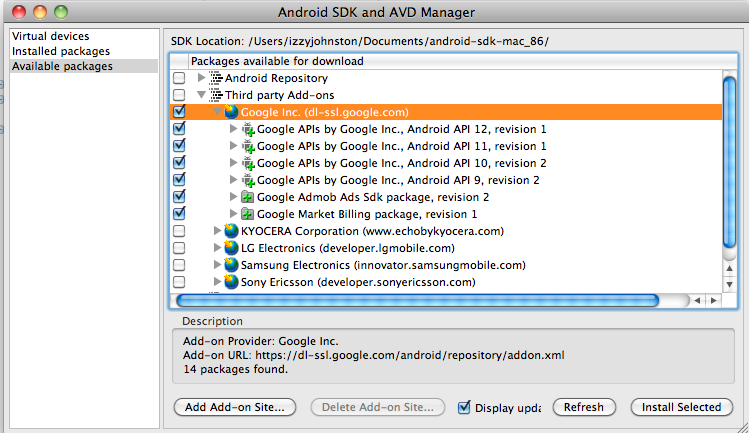 Android SDK and AVD Manager
Virtual devices
Installed packages
Available packages
SDK Location: /Users/izzyjohnston/Documents/android-sdk-mac_86/
Packages available for download
Android Repository
Third party Add-ons
Google Inc. (dl-ssl.google.com)
Google APIs by Google Inc., Android API 12, revision 1
Google APIs by Google Inc., Android API 11, revision 1
Google APIs by Google Inc., Android API 10, revision 2
Google APIs by Google Inc., Android API 9, revision 2
Google Admob Ads Sdk package, revision 2
Google Market Billing package, revision 1
KYOCERA Corporation (www.echobykyocera.com)
LG Electronics (developer.lgmobile.com)
Samsung Electronics (innovator.samsungmobile.com)
Sony Ericsson (developer.sonyericsson.com)
Description
Add-on Provider: Google Inc.
Add-on URL: https://dl-ssl.google.com/android/repository/addon.xml
14 packages found.
Add Add-on Site... Delete Add-on Site... Display upda Refresh Install Selected